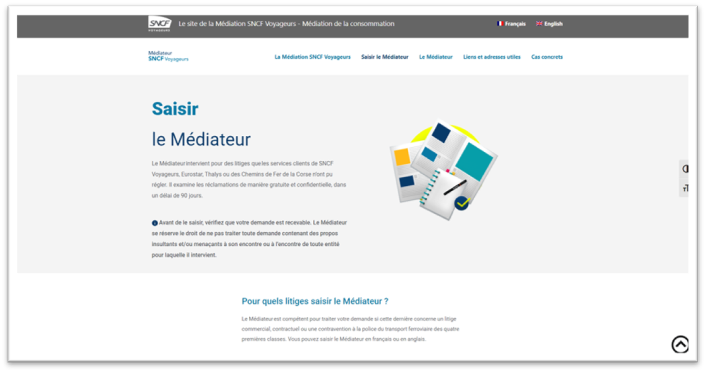 SNCF
VOYAGEURS
Le site de la Médiation SNCF Voyageurs - Médiation de la consommation
Français
English
Médiateur
SNCF Voyageurs
La Médiation SNCF Voyageurs
Saisir le Médiateur
Le Médiateur
Liens et adresses utiles
Cas concrets
Saisir
le Médiateur
Le Médiateur intervient pour des litiges que les services clients de SNCF
Voyageurs, Eurostar, Thalys ou des Chemins de Fer de la Corse n'ont pu
régler. Il examine les réclamations de manière gratuite et confidentielle, dans
un délai de 90 jours.
Avant de le saisir, vérifiez que votre demande est recevable. Le Médiateur
se réserve le droit de ne pas traiter toute demande contenant des propos
insultants et/ou menaçants à son encontre ou à l'encontre de toute entité
pour laquelle il intervient.
Pour quels litiges saisir le Médiateur ?
Le Médiateur est compétent pour traiter votre demande si cette dernière concerne un litige
commercial, contractuel ou une contravention à la police du transport ferroviaire des quatre
premières classes. Vous pouvez saisir le Médiateur en français ou en anglais.